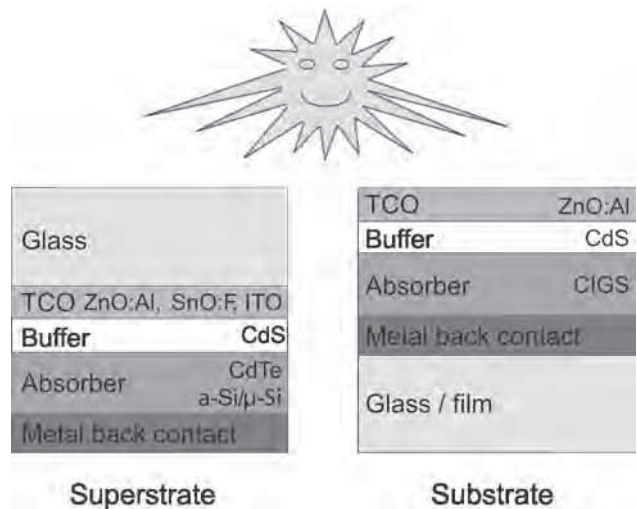 Glass
TCO ZnO:Al, SnO:F, ITO
Buffer CdS
Absorber CdTe
a-Si/μ-Si
Metal back contact
Superstrate
TCO ZnO:Al
Buffer CdS
Absorber CIGS
Metal back contact
Glass / film
Substrate